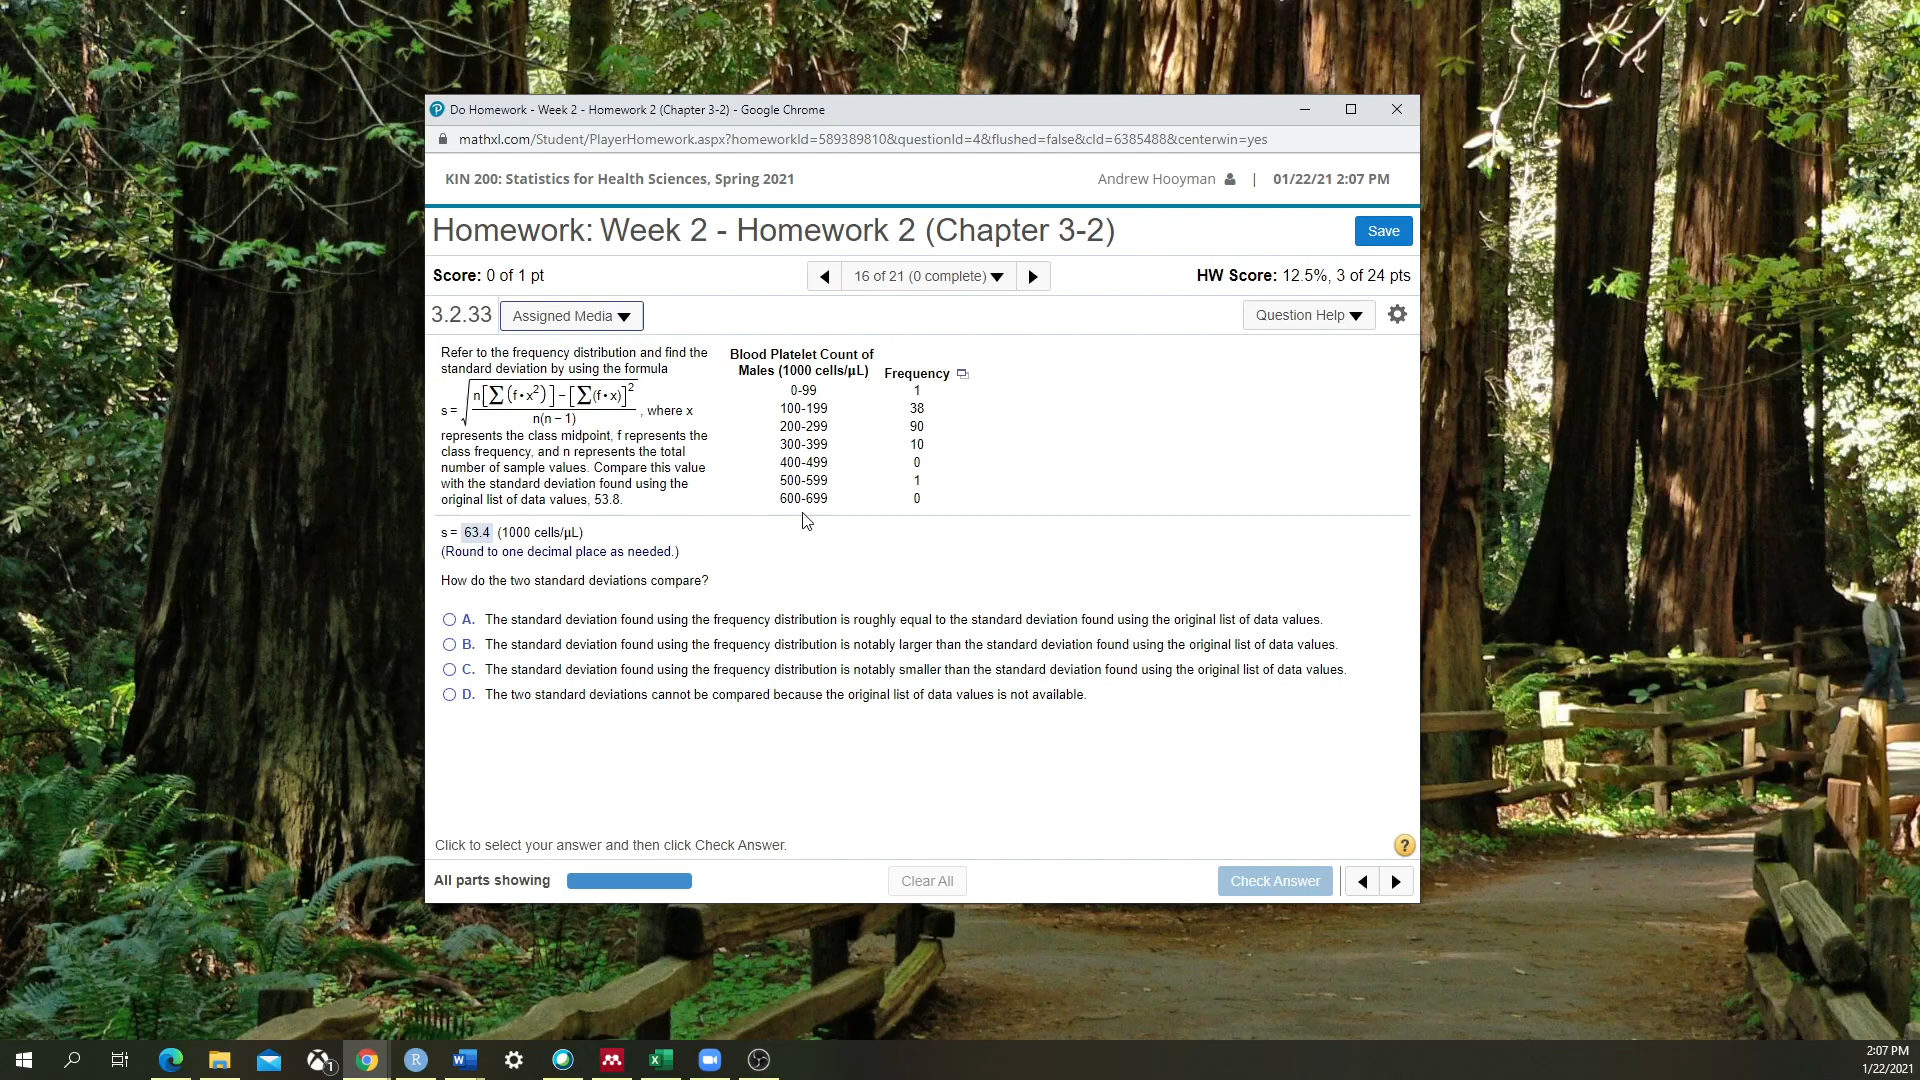 Do Homework - Week 2 - Homework 2 (Chapter 3-2) - Google Chrome
mathxl.com/Student/PlayerHomework.aspx?homeworkId=589389810&questionId=4&flushed=false&cId=6385488&centerwin=yes
KIN 200: Statistics for Health Sciences, Spring 2021
Andrew Hooyman | 01/22/21 2:07 PM
Homework: Week 2 - Homework 2 (Chapter 3-2)
Save
Score: 0 of 1 pt
16 of 21 (0 complete)
HW Score: 12.5%, 3 of 24 pts
3.2.33
Assigned Media
Question Help
Refer to the frequency distribution and find the
standard deviation by using the formula
s = √(n[∑(f•x²)] − [∑(f•x)]² / n(n − 1)), where x
represents the class midpoint, f represents the
class frequency, and n represents the total
number of sample values. Compare this value
with the standard deviation found using the
original list of data values, 53.8.
Blood Platelet Count of
Males (1000 cells/μL) Frequency
0-99 1
100-199 38
200-299 90
300-399 10
400-499 0
500-599 1
600-699 0
s = 63.4 (1000 cells/μL)
(Round to one decimal place as needed.)
How do the two standard deviations compare?
A. The standard deviation found using the frequency distribution is roughly equal to the standard deviation found using the original list of data values.
B. The standard deviation found using the frequency distribution is notably larger than the standard deviation found using the original list of data values.
C. The standard deviation found using the frequency distribution is notably smaller than the standard deviation found using the original list of data values.
D. The two standard deviations cannot be compared because the original list of data values is not available.
Click to select your answer and then click Check Answer.
?
All parts showing
Clear All
Check Answer
1
R
W
X
2:07 PM
1/22/2021